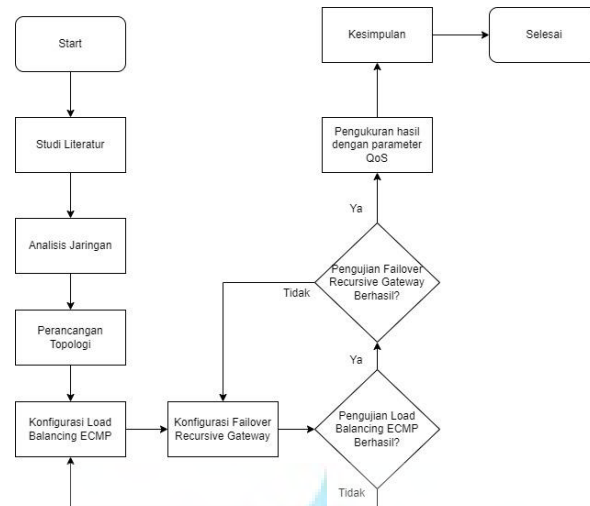 Start
Studi Literatur
Analisis Jaringan
Perancangan
Topologi
Konfigurasi Load
Balancing ECMP
Konfigurasi Failover
Recursive Gateway
Pengujian Load
Balancing ECMP
Berhasil?
Tidak
Ya
Pengujian Failover
Recursive Gateway
Berhasil?
Tidak
Ya
Pengukuran hasil
dengan parameter
QoS
Kesimpulan
Selesai